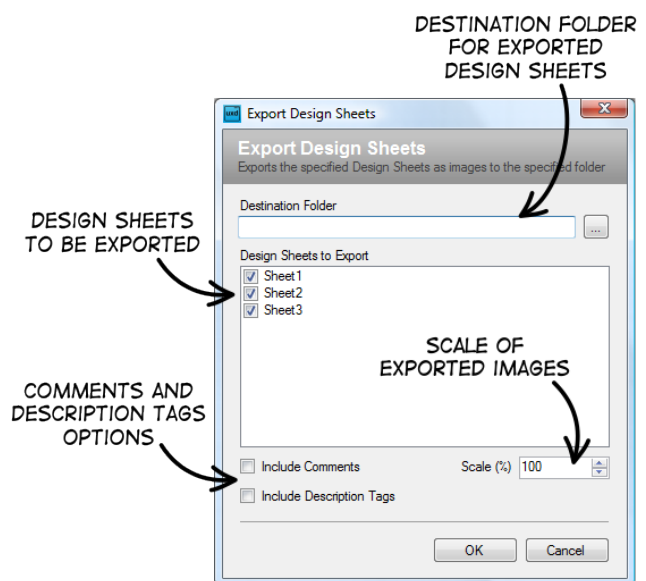 DESTINATION FOLDER
FOR EXPORTED
DESIGN SHEETS
uxd
Export Design Sheets
Export Design Sheets
Exports the specified Design Sheets as images to the specified folder
Destination Folder
...
DESIGN SHEETS
TO BE EXPORTED
Design Sheets to Export
Sheet1
Sheet2
Sheet3
SCALE OF
EXPORTED IMAGES
COMMENTS AND
DESCRIPTION TAGS
OPTIONS
Include Comments
Scale (%) 100
Include Description Tags
OK Cancel